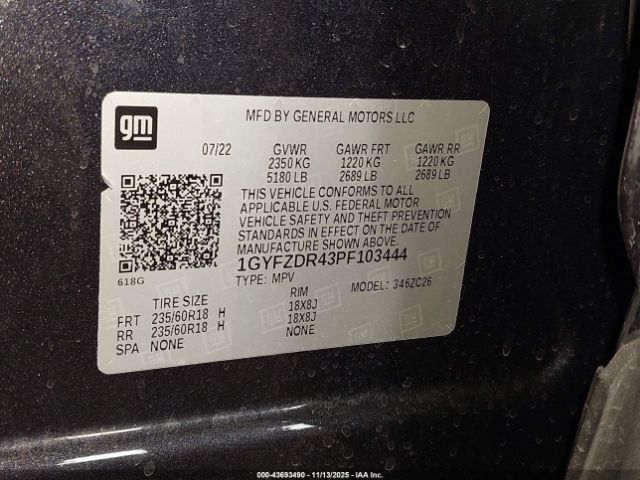 gm
MFD BY GENERAL MOTORS LLC
07/22 GVWR GAWR FRT GAWR RR
2350 KG 1220 KG 1220 KG
5180 LB 2689 LB 2689 LB
THIS VEHICLE CONFORMS TO ALL
APPLICABLE U.S. FEDERAL MOTOR
VEHICLE SAFETY AND THEFT PREVENTION
STANDARDS IN EFFECT ON THE DATE OF
MANUFACTURE SHOWN ABOVE.
1GYFZDR43PF103444
618G
TYPE: MPV MODEL: 346ZC26
TIRE SIZE RIM
FRT 235/60R18 H 18X8J
RR 235/60R18 H 18X8J
SPA NONE NONE
000-43693490 - 11/13/2025 - IAA Inc.